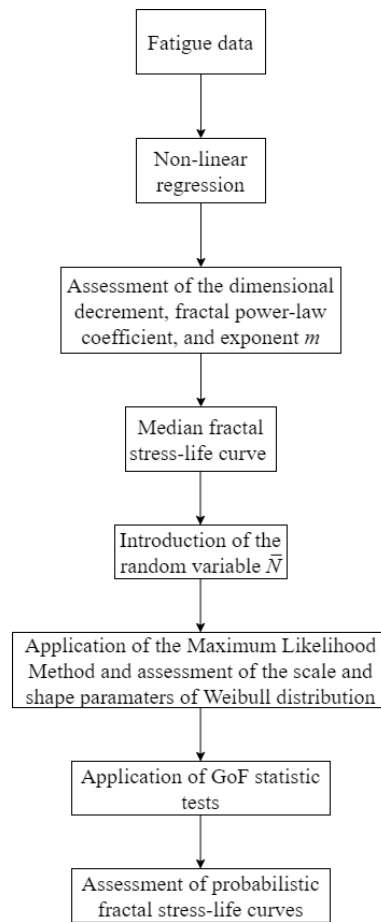 Fatigue data
Non-linear
regression
Assessment of the dimensional
decrement, fractal power-law
coefficient, and exponent m
Median fractal
stress-life curve
Introduction of the
random variable N̄
Application of the Maximum Likelihood
Method and assessment of the scale and
shape paramaters of Weibull distribution
Application of GoF statistic
tests
Assessment of probabilistic
fractal stress-life curves